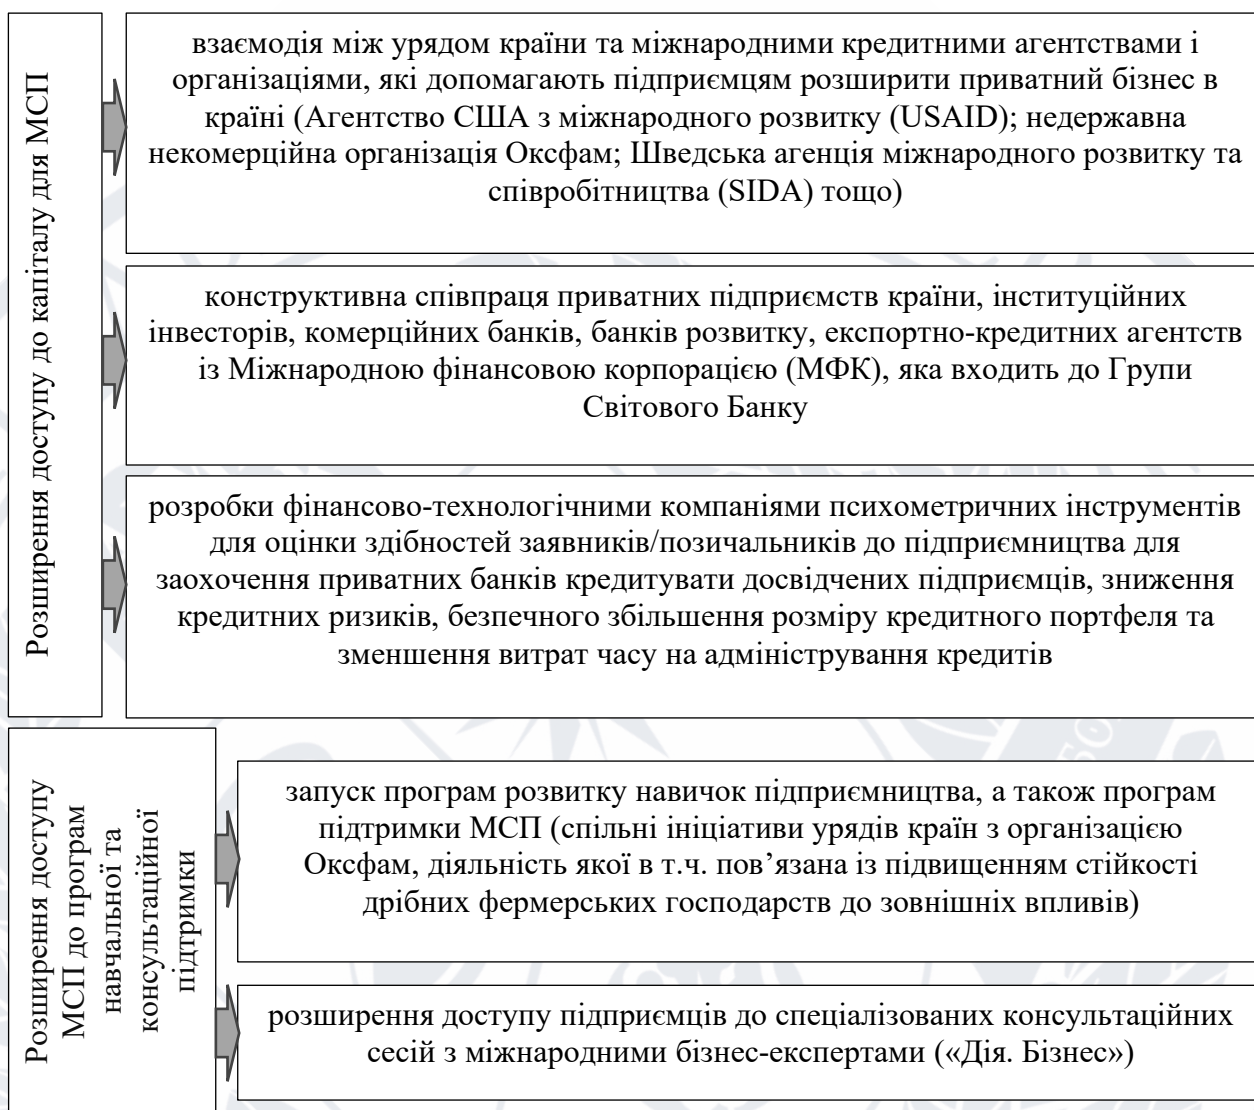 Розширення доступу до капіталу для МСП
взаємодія між урядом країни та міжнародними кредитними агентствами і
організаціями, які допомагають підприємцям розширити приватний бізнес в
країні (Агентство США з міжнародного розвитку (USAID); недержавна
некомерційна організація Оксфам; Шведська агенція міжнародного розвитку та
співробітництва (SIDA) тощо)
конструктивна співпраця приватних підприємств країни, інституційних
інвесторів, комерційних банків, банків розвитку, експортно-кредитних агентств
із Міжнародною фінансовою корпорацією (МФК), яка входить до Групи
Світового Банку
розробки фінансово-технологічними компаніями психометричних інструментів
для оцінки здібностей заявників/позичальників до підприємництва для
заохочення приватних банків кредитувати досвідчених підприємців, зниження
кредитних ризиків, безпечного збільшення розміру кредитного портфеля та
зменшення витрат часу на адміністрування кредитів
Розширення доступу
МСП до програм
навчальної та
консультаційної
підтримки
запуск програм розвитку навичок підприємництва, а також програм
підтримки МСП (спільні ініціативи урядів країн з організацією
Оксфам, діяльність якої в т.ч. пов’язана із підвищенням стійкості
дрібних фермерських господарств до зовнішніх впливів)
розширення доступу підприємців до спеціалізованих консультаційних
сесій з міжнародними бізнес-експертами («Дія. Бізнес»)